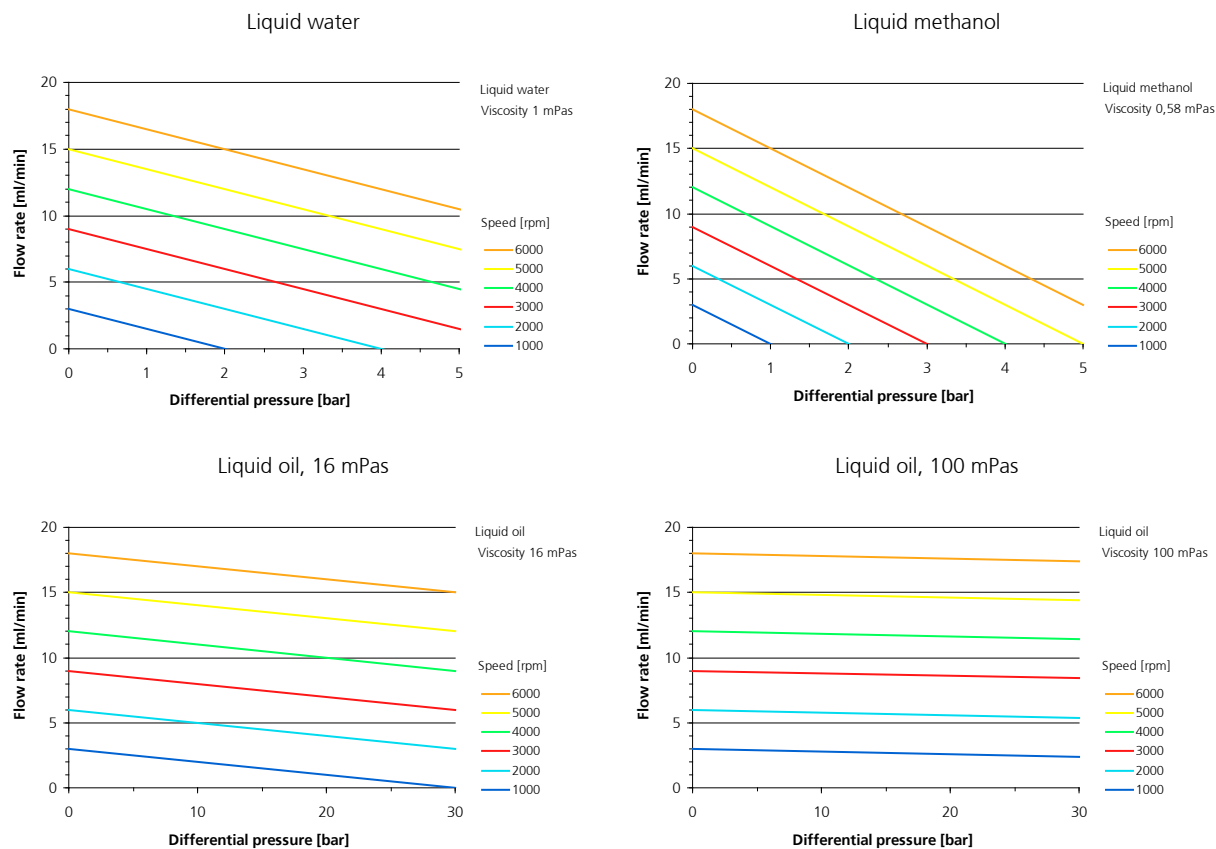 Liquid water
Liquid water
Viscosity 1 mPas
Flow rate [ml/min]
20
15
10
5
0
0 1 2 3 4 5
Differential pressure [bar]
Speed [rpm]
6000
5000
4000
3000
2000
1000
Liquid methanol
Liquid methanol
Viscosity 0,58 mPas
Flow rate [ml/min]
20
15
10
5
0
0 1 2 3 4 5
Differential pressure [bar]
Speed [rpm]
6000
5000
4000
3000
2000
1000
Liquid oil, 16 mPas
Liquid oil
Viscosity 16 mPas
Flow rate [ml/min]
20
15
10
5
0
0 10 20 30
Differential pressure [bar]
Speed [rpm]
6000
5000
4000
3000
2000
1000
Liquid oil, 100 mPas
Liquid oil
Viscosity 100 mPas
Flow rate [ml/min]
20
15
10
5
0
0 10 20 30
Differential pressure [bar]
Speed [rpm]
6000
5000
4000
3000
2000
1000